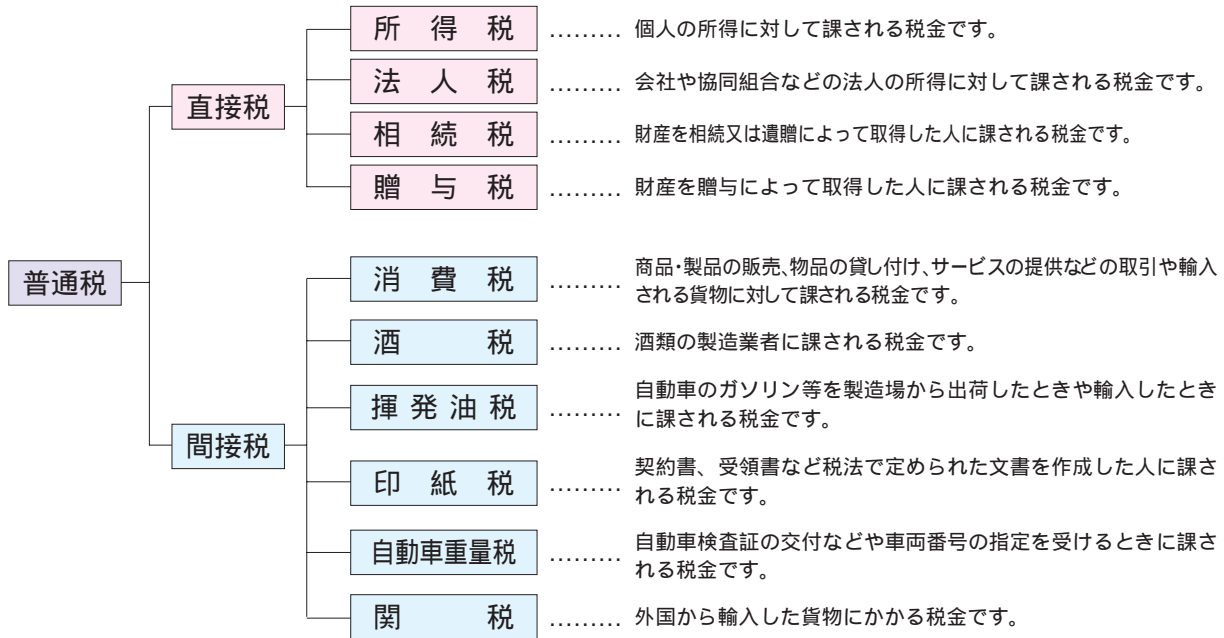 普通税
直接税
所得税 ……… 個人の所得に対して課される税金です。
法人税 ……… 会社や協同組合などの法人の所得に対して課される税金です。
相続税 ……… 財産を相続又は遺贈によって取得した人に課される税金です。
贈与税 ……… 財産を贈与によって取得した人に課される税金です。
間接税
消費税 ……… 商品・製品の販売、物品の貸し付け、サービスの提供などの取引や輸入
される貨物に対して課される税金です。
酒税 ……… 酒類の製造業者に課される税金です。
揮発油税 ……… 自動車のガソリン等を製造場から出荷したときや輸入したとき
に課される税金です。
印紙税 ……… 契約書、受領書など税法で定められた文書を作成した人に課さ
れる税金です。
自動車重量税 ……… 自動車検査証の交付などや車両番号の指定を受けるときに課さ
れる税金です。
関税 ……… 外国から輸入した貨物にかかる税金です。